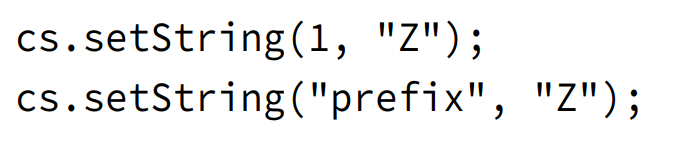 cs.setString(1, "Z");
cs.setString("prefix", "Z");